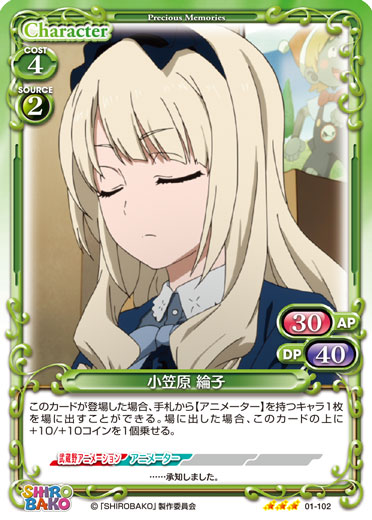 Precious Memories
Character
COST
4
SOURCE
2
30 AP
DP 40
小笠原 綸子
このカードが登場した場合、手札から【アニメーター】を持つキャラ1枚
を場に出すことができる。場に出した場合、このカードの上に
+10/+10コインを1個乗せる。
武蔵野アニメーション アニメーター
……承知しました。
SHIRO
BAKO
©「SHIROBAKO」製作委員会
★★★ 01-102